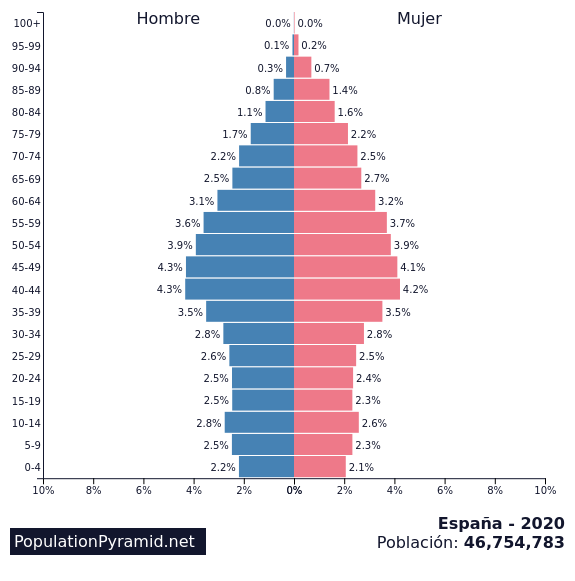 Hombre Mujer
100+ 0.0% 0.0%
95-99 0.1% 0.2%
90-94 0.3% 0.7%
85-89 0.8% 1.4%
80-84 1.1% 1.6%
75-79 1.7% 2.2%
70-74 2.2% 2.5%
65-69 2.5% 2.7%
60-64 3.1% 3.2%
55-59 3.6% 3.7%
50-54 3.9% 3.9%
45-49 4.3% 4.1%
40-44 4.3% 4.2%
35-39 3.5% 3.5%
30-34 2.8% 2.8%
25-29 2.6% 2.5%
20-24 2.5% 2.4%
15-19 2.5% 2.3%
10-14 2.8% 2.6%
5-9 2.5% 2.3%
0-4 2.2% 2.1%
10% 8% 6% 4% 2% 0% 2% 4% 6% 8% 10%
España - 2020
PopulationPyramid.net Población: 46,754,783